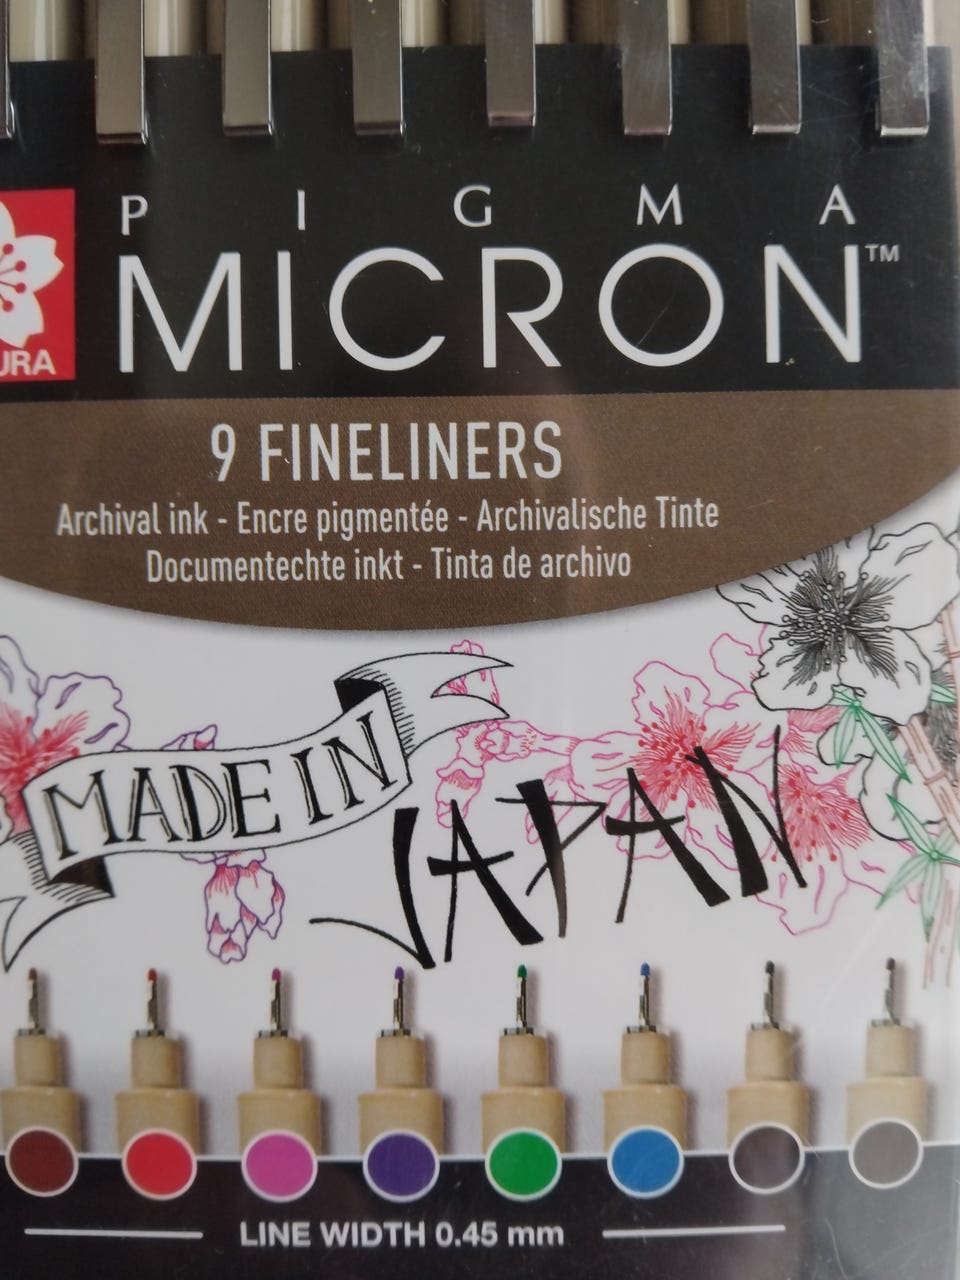 PIGMA
MICRON™
URA
9 FINELINERS
Archival ink - Encre pigmentée - Archivalische Tinte
Documentechte inkt - Tinta de archivo
MADE IN
JAPAN
LINE WIDTH 0.45 mm